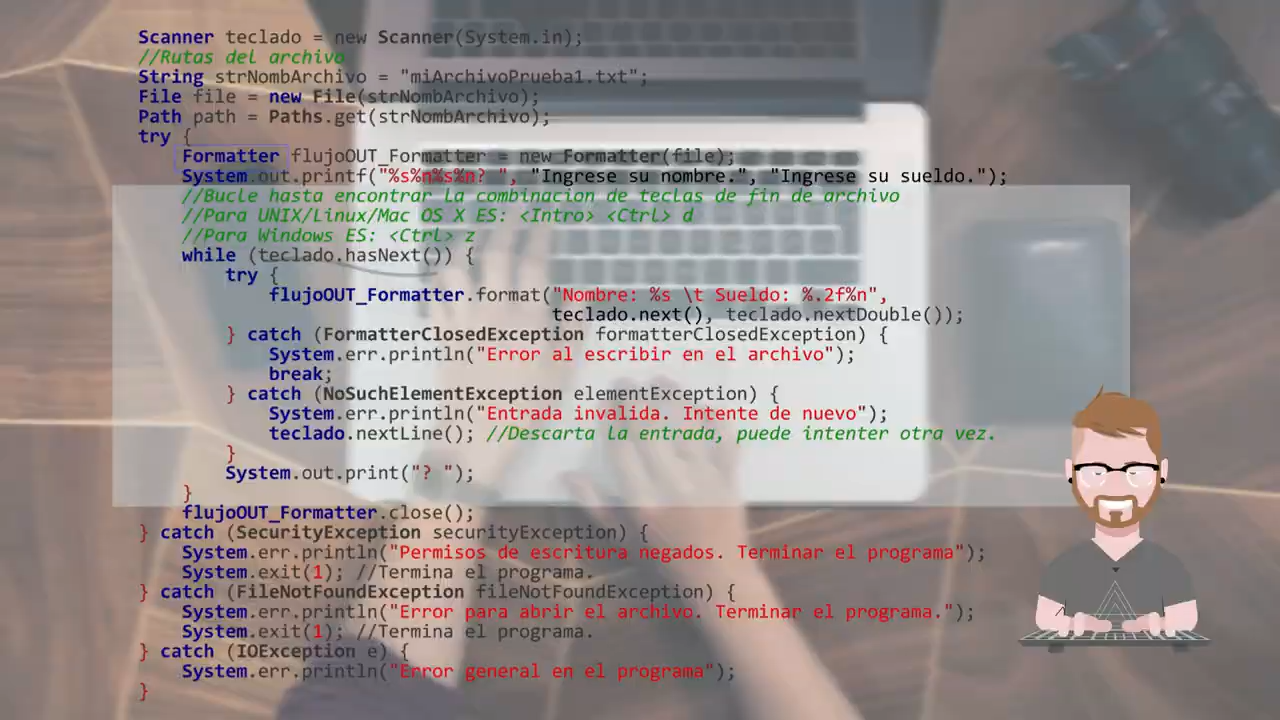 Scanner teclado = new Scanner(System.in);
//Rutas del archivo
String strNombArchivo = "miArchivoPrueba1.txt";
File file = new File(strNombArchivo);
Path path = Paths.get(strNombArchivo);
try {
Formatter flujoOUT_Formatter = new Formatter(file);
System.out.printf("%s%n%s%n? ", "Ingrese su nombre.", "Ingrese su sueldo.");
//Bucle hasta encontrar la combinacion de teclas de fin de archivo
//Para UNIX/Linux/Mac OS X ES: <Intro> <Ctrl> d
//Para Windows ES: <Ctrl> z
while (teclado.hasNext()) {
try {
flujoOUT_Formatter.format("Nombre: %s \t Sueldo: %.2f%n",
teclado.next(), teclado.nextDouble());
} catch (FormatterClosedException formatterClosedException) {
System.err.println("Error al escribir en el archivo");
break;
} catch (NoSuchElementException elementException) {
System.err.println("Entrada invalida. Intente de nuevo");
teclado.nextLine(); //Descarta la entrada, puede intenter otra vez.
}
System.out.print("? ");
}
flujoOUT_Formatter.close();
} catch (SecurityException securityException) {
System.err.println("Permisos de escritura negados. Terminar el programa");
System.exit(1); //Termina el programa.
} catch (FileNotFoundException fileNotFoundException) {
System.err.println("Error para abrir el archivo. Terminar el programa.");
System.exit(1); //Termina el programa.
} catch (IOException e) {
System.err.println("Error general en el programa");
}